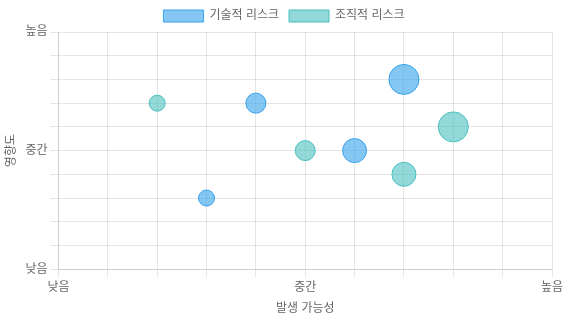 기술적 리스크 조직적 리스크
높음
영향도
중간
낮음
낮음 중간 높음
발생 가능성